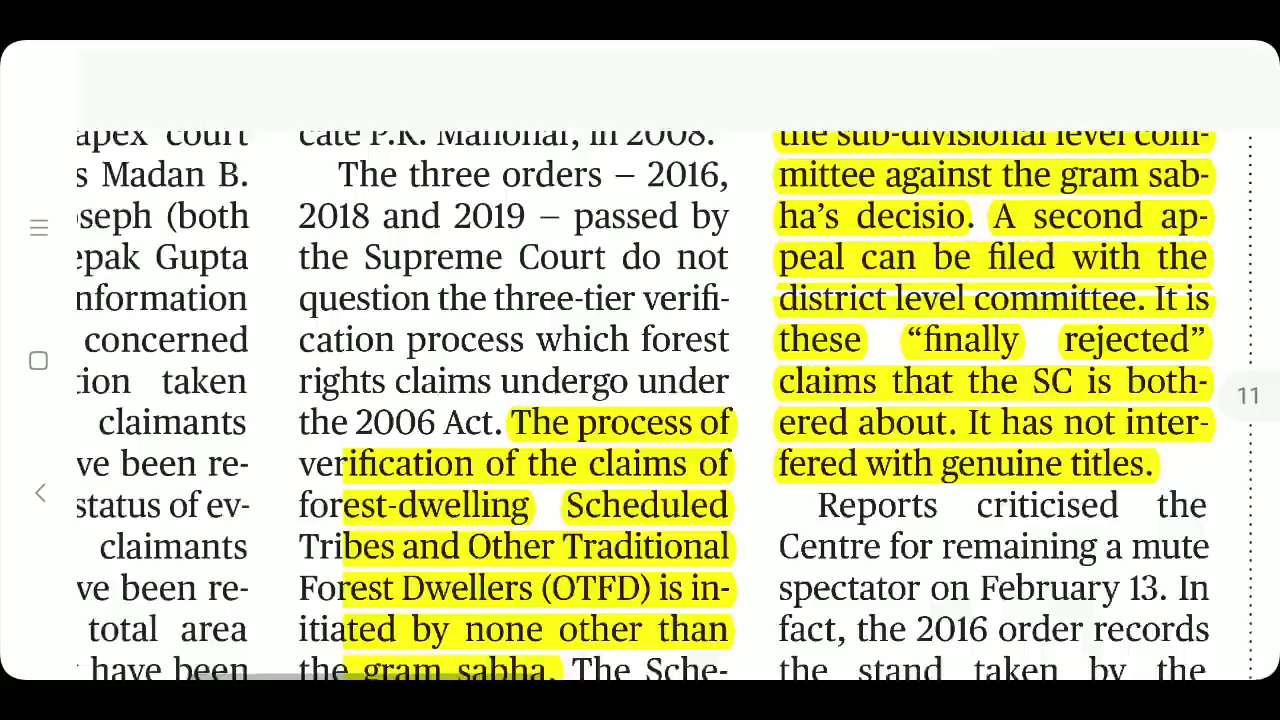 apex court
s Madan B.
oseph (both
epak Gupta
nformation
concerned
tion taken
claimants
ve been re-
status of ev-
claimants
ve been re-
total area
have been
cate P.K. Manohar, in 2008.
The three orders — 2016,
2018 and 2019 — passed by
the Supreme Court do not
question the three-tier verifi-
cation process which forest
rights claims undergo under
the 2006 Act. The process of
verification of the claims of
forest-dwelling Scheduled
Tribes and Other Traditional
Forest Dwellers (OTFD) is in-
itiated by none other than
the gram sabha. The Sche-
the sub-divisional level com-
mittee against the gram sab-
ha's decisio. A second ap-
peal can be filed with the
district level committee. It is
these “finally rejected”
claims that the SC is both-
ered about. It has not inter-
fered with genuine titles.
Reports criticised the
Centre for remaining a mute
spectator on February 13. In
fact, the 2016 order records
the stand taken by the
11